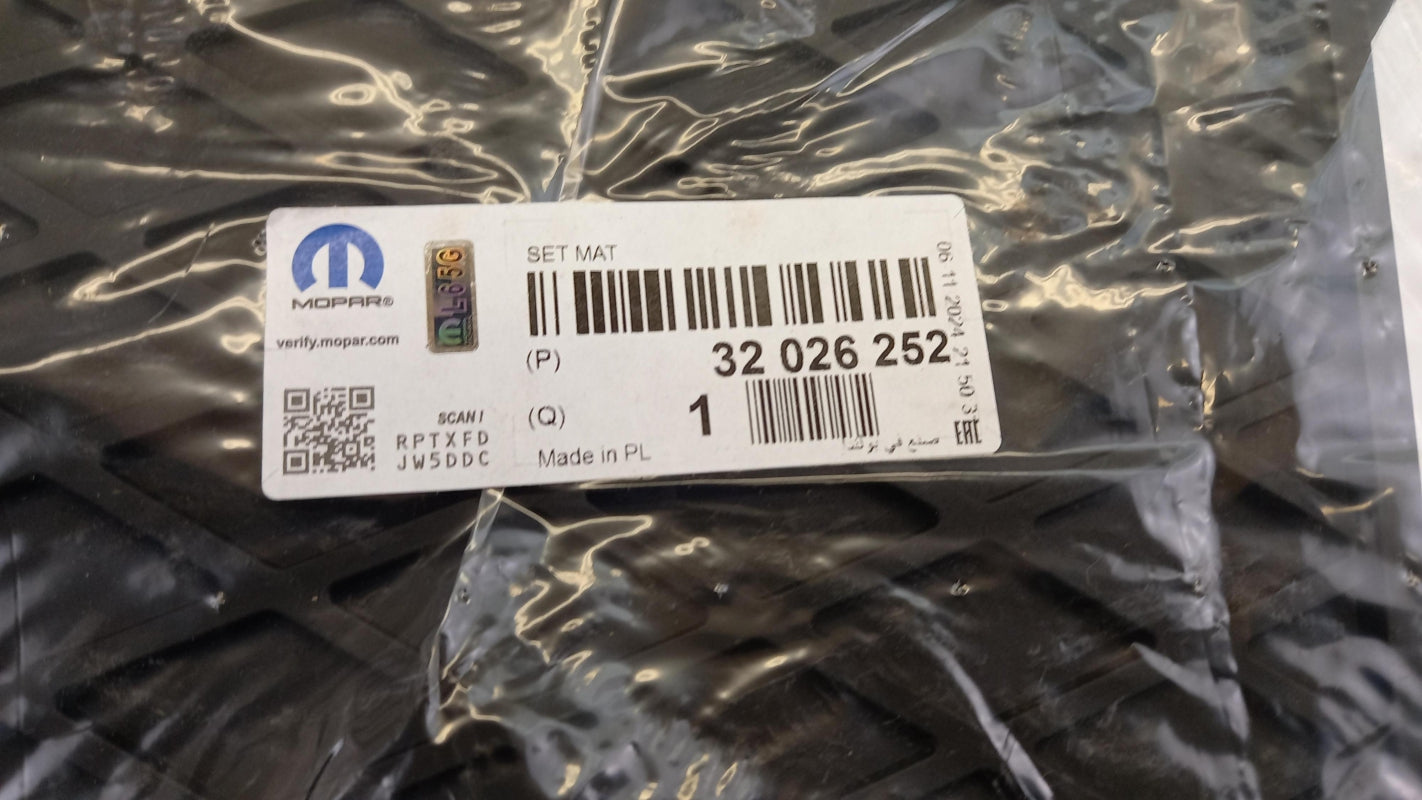 MOPAR®
verify.mopar.com
SCAN!
RPTXFD
JW5DDC
SET MAT
(P) 32 026 252
(Q) 1
Made in PL
06 11 2024 21 50 3
EAC